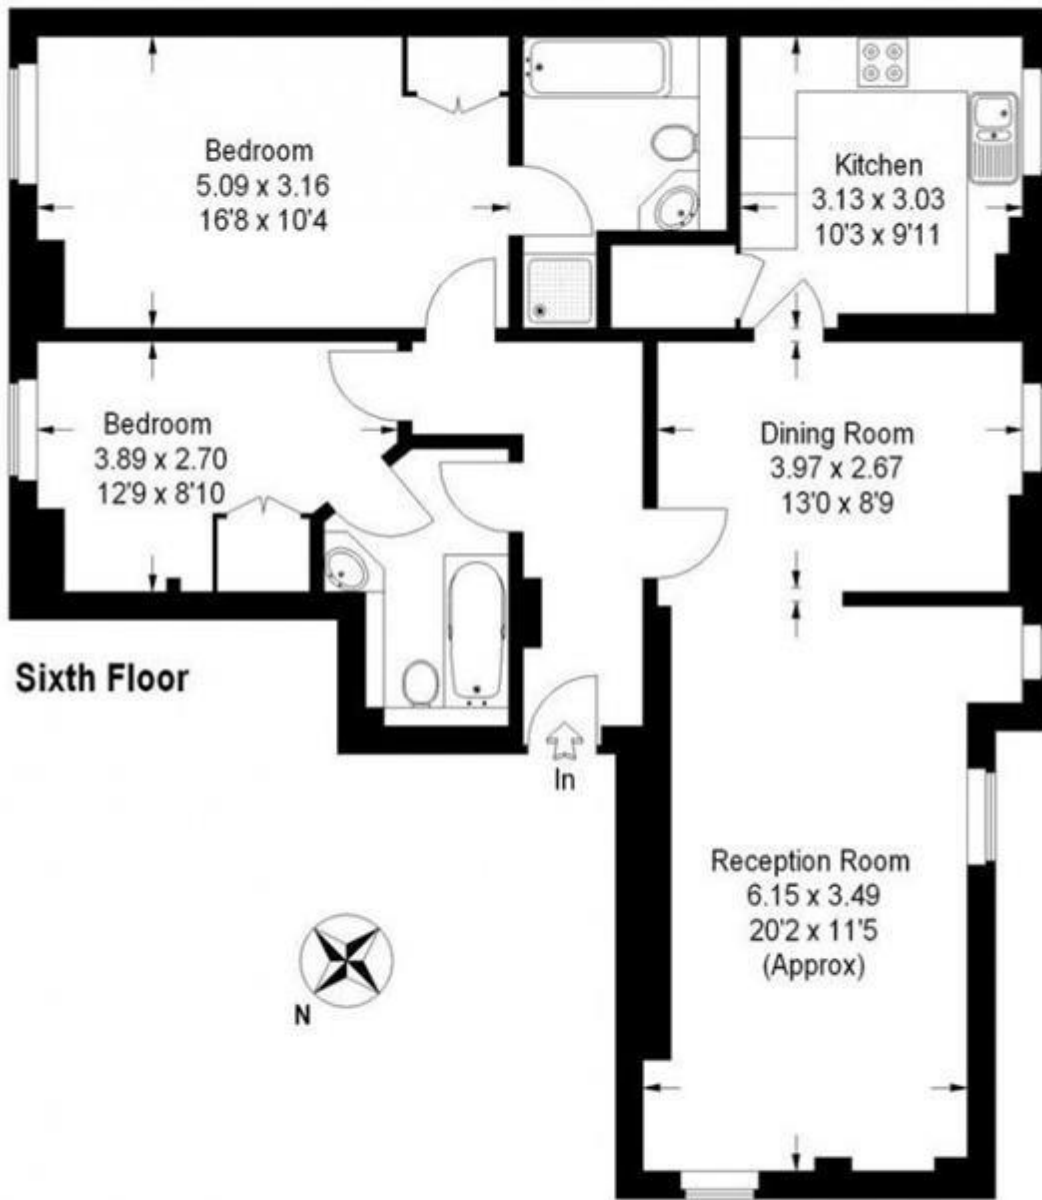 Bedroom
5.09 x 3.16
16'8 x 10'4
Kitchen
3.13 x 3.03
10'3 x 9'11
Bedroom
3.89 x 2.70
12'9 x 8'10
Dining Room
3.97 x 2.67
13'0 x 8'9
Sixth Floor
In
Reception Room
6.15 x 3.49
20'2 x 11'5
(Approx)
N